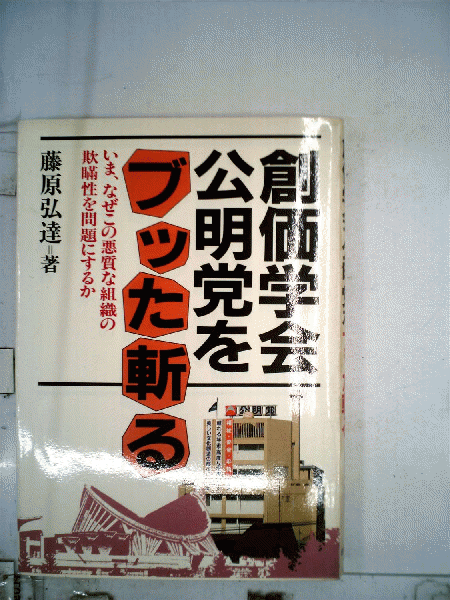 創価学会
公明党を
ブッた斬る
いま、なぜこの悪質な組織の
欺瞞性を問題にするか
藤原弘達=著
公明党